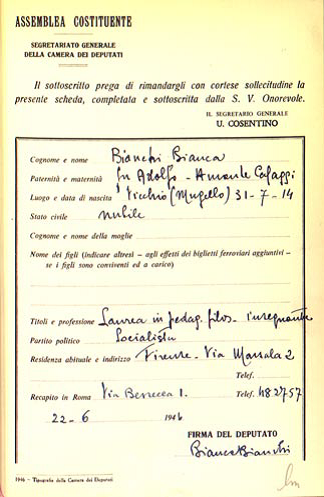 ASSEMBLEA COSTITUENTE
SEGRETARIATO GENERALE
DELLA CAMERA DEI DEPUTATI
Il sottoscritto prega di rimandargli con cortese sollecitudine la
presente scheda, completata e sottoscritta dalla S. V. Onorevole.
IL SEGRETARIO GENERALE
U. COSENTINO
Cognome e nome Bianchi Bianca
Paternità e maternità fu Adolfo - Amante Capaggi
Luogo e data di nascita Vicchio (Mugello) 31-7-14
Stato civile nubile
Cognome e nome della moglie
Nome dei figli (indicare altresì - agli effetti dei biglietti ferroviari aggiuntivi -
se i figli sono conviventi ed a carico)
Titoli e professione Laurea in pedag. filos. insegnante
Partito politico Socialista
Residenza abituale e indirizzo Firenze - Via Marsala 2
Telef.
Recapito in Roma Via Bezzecca 1. Telef. 482757
22-6 1946
FIRMA DEL DEPUTATO
Bianca Bianchi
1946 - Tipografia della Camera dei Deputati